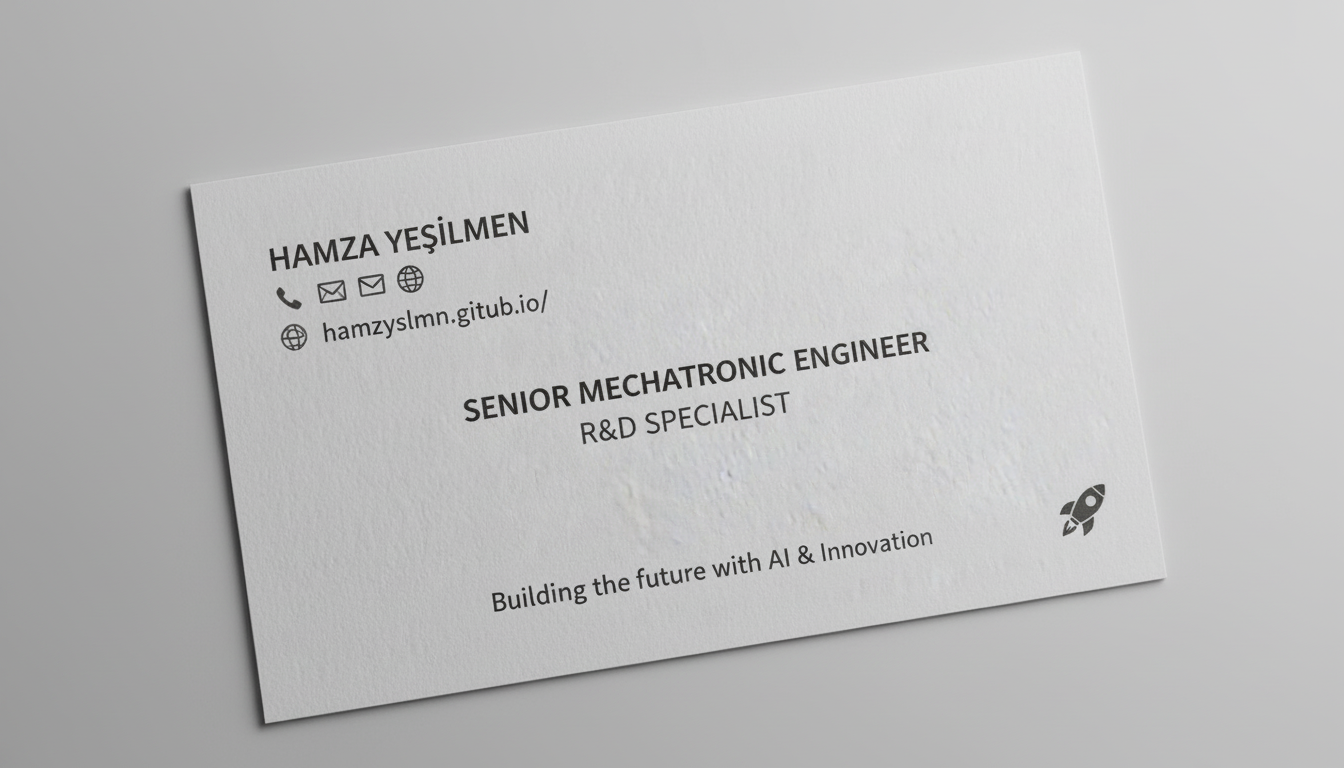 HAMZA YEŞİLMEN
hamzyslmn.gitub.io/
SENIOR MECHATRONIC ENGINEER
R&D SPECIALIST
Building the future with AI & Innovation